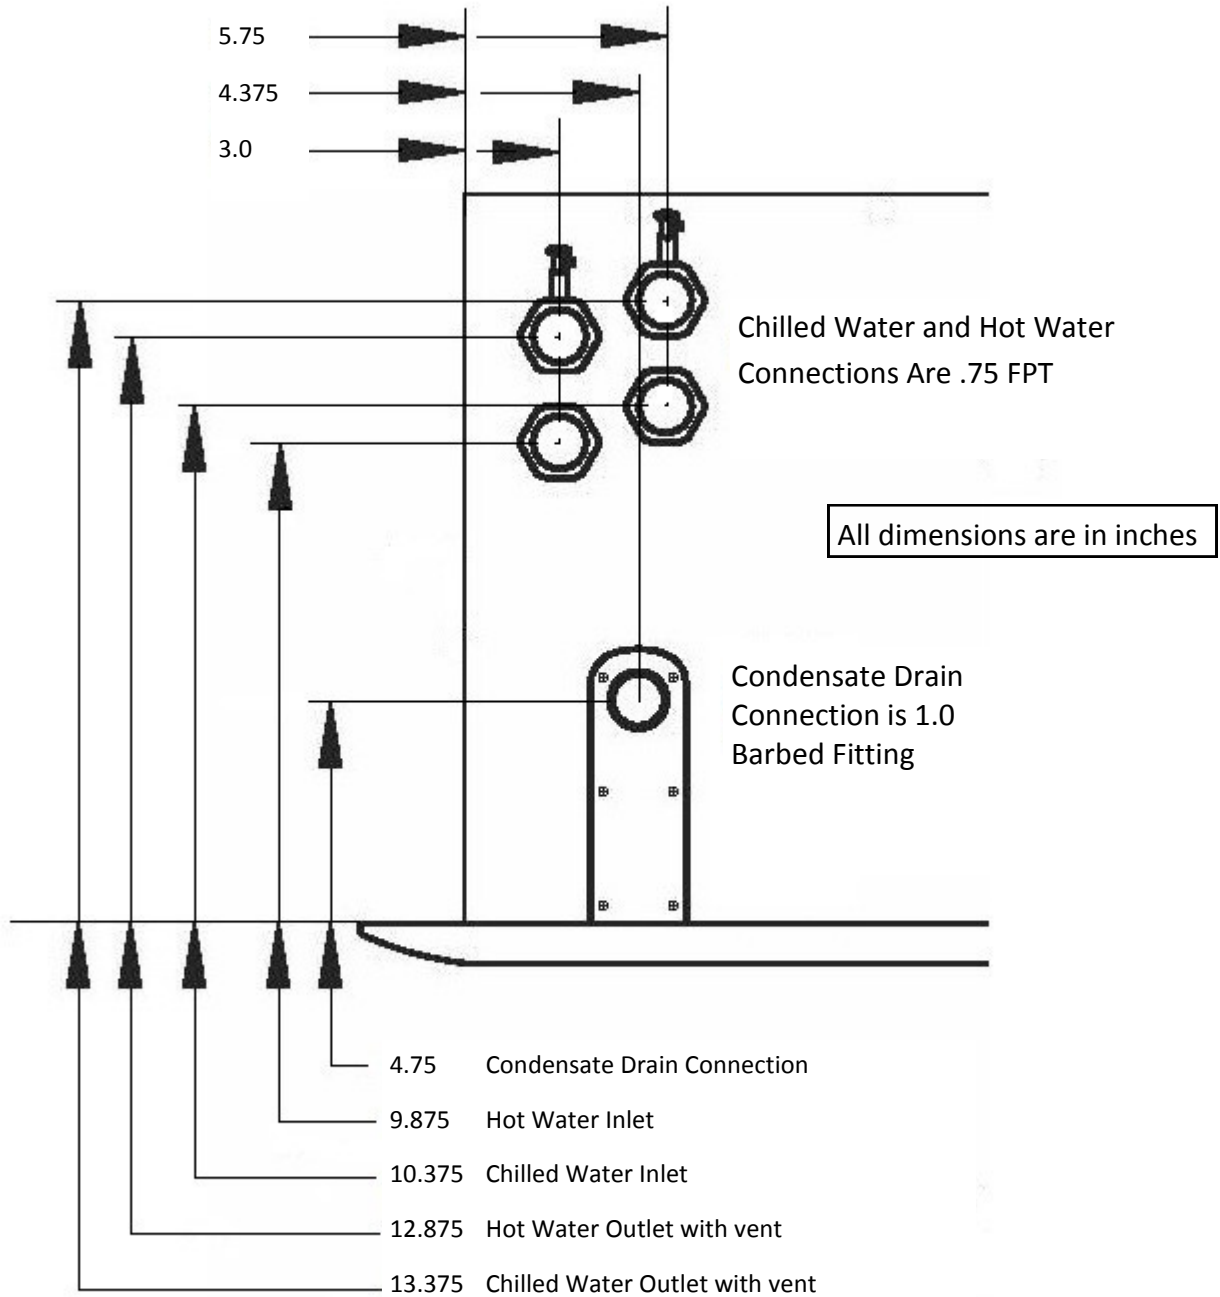 5.75
4.375
3.0
Chilled Water and Hot Water
Connections Are .75 FPT
All dimensions are in inches
Condensate Drain
Connection is 1.0
Barbed Fitting
4.75 Condensate Drain Connection
9.875 Hot Water Inlet
10.375 Chilled Water Inlet
12.875 Hot Water Outlet with vent
13.375 Chilled Water Outlet with vent